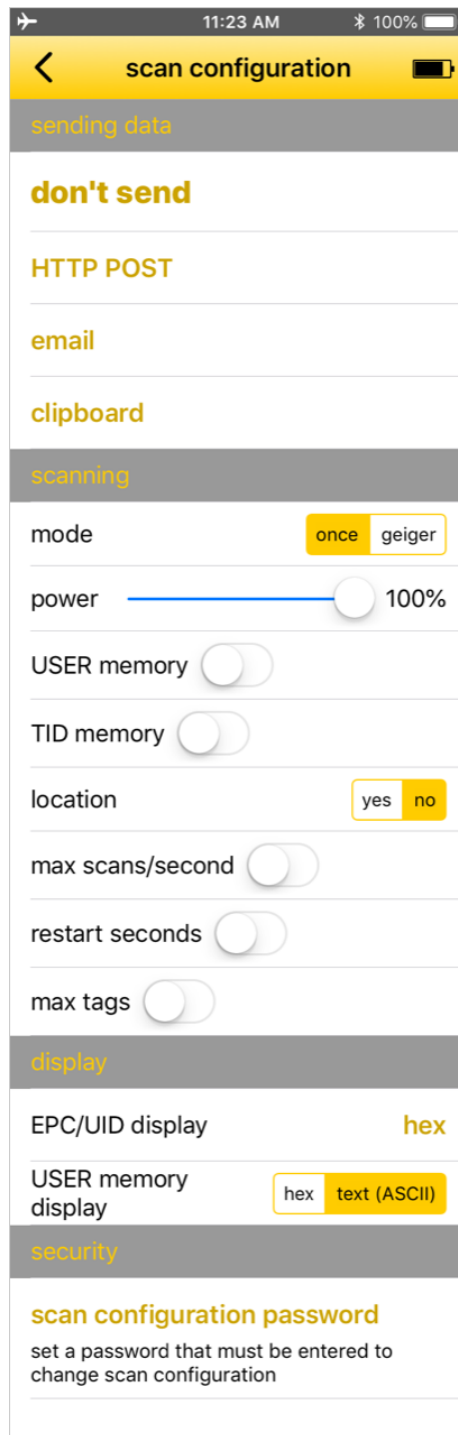 11:23 AM 100%
scan configuration
sending data
don't send
HTTP POST
email
clipboard
scanning
mode once geiger
power 100%
USER memory
TID memory
location yes no
max scans/second
restart seconds
max tags
display
EPC/UID display hex
USER memory
display hex text (ASCII)
security
scan configuration password
set a password that must be entered to
change scan configuration